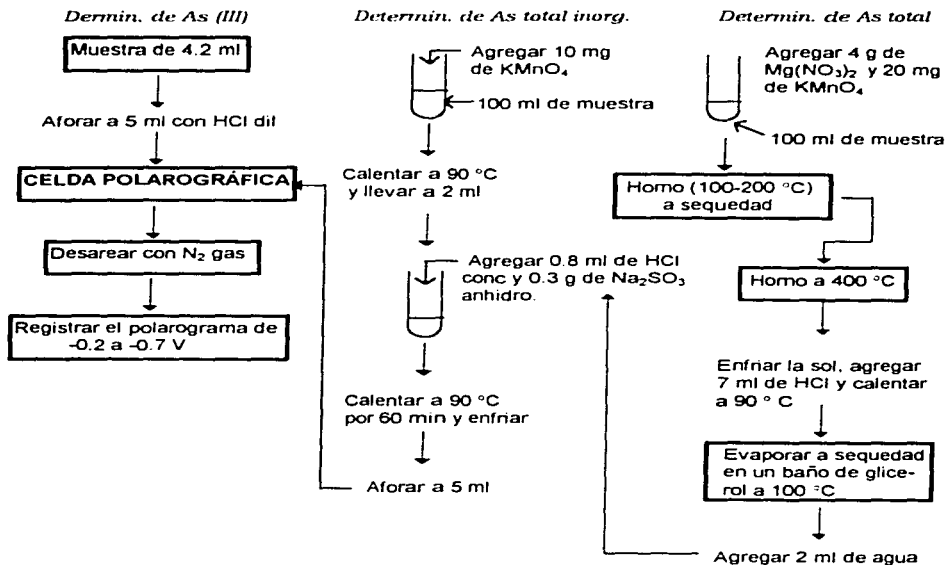 Dermin. de As (III)
Muestra de 4.2 ml
Aforar a 5 ml con HCl dil
CELDA POLAROGRÁFICA
Desarear con N₂ gas
Registrar el polarograma de
-0.2 a -0.7 V
Determin. de As total inorg.
Agregar 10 mg
de KMnO₄
100 ml de muestra
Calentar a 90 °C
y llevar a 2 ml
Agregar 0.8 ml de HCl
conc y 0.3 g de Na₂SO₃
anhidro.
Calentar a 90 °C
por 60 min y enfriar
Aforar a 5 ml
Determin. de As total
Agregar 4 g de
Mg(NO₃)₂ y 20 mg
de KMnO₄
100 ml de muestra
Horno (100-200 °C)
a sequedad
Horno a 400 °C
Enfriar la sol, agregar
7 ml de HCl y calentar
a 90 ° C
Evaporar a sequedad
en un baño de glice-
rol a 100 °C
Agregar 2 ml de agua